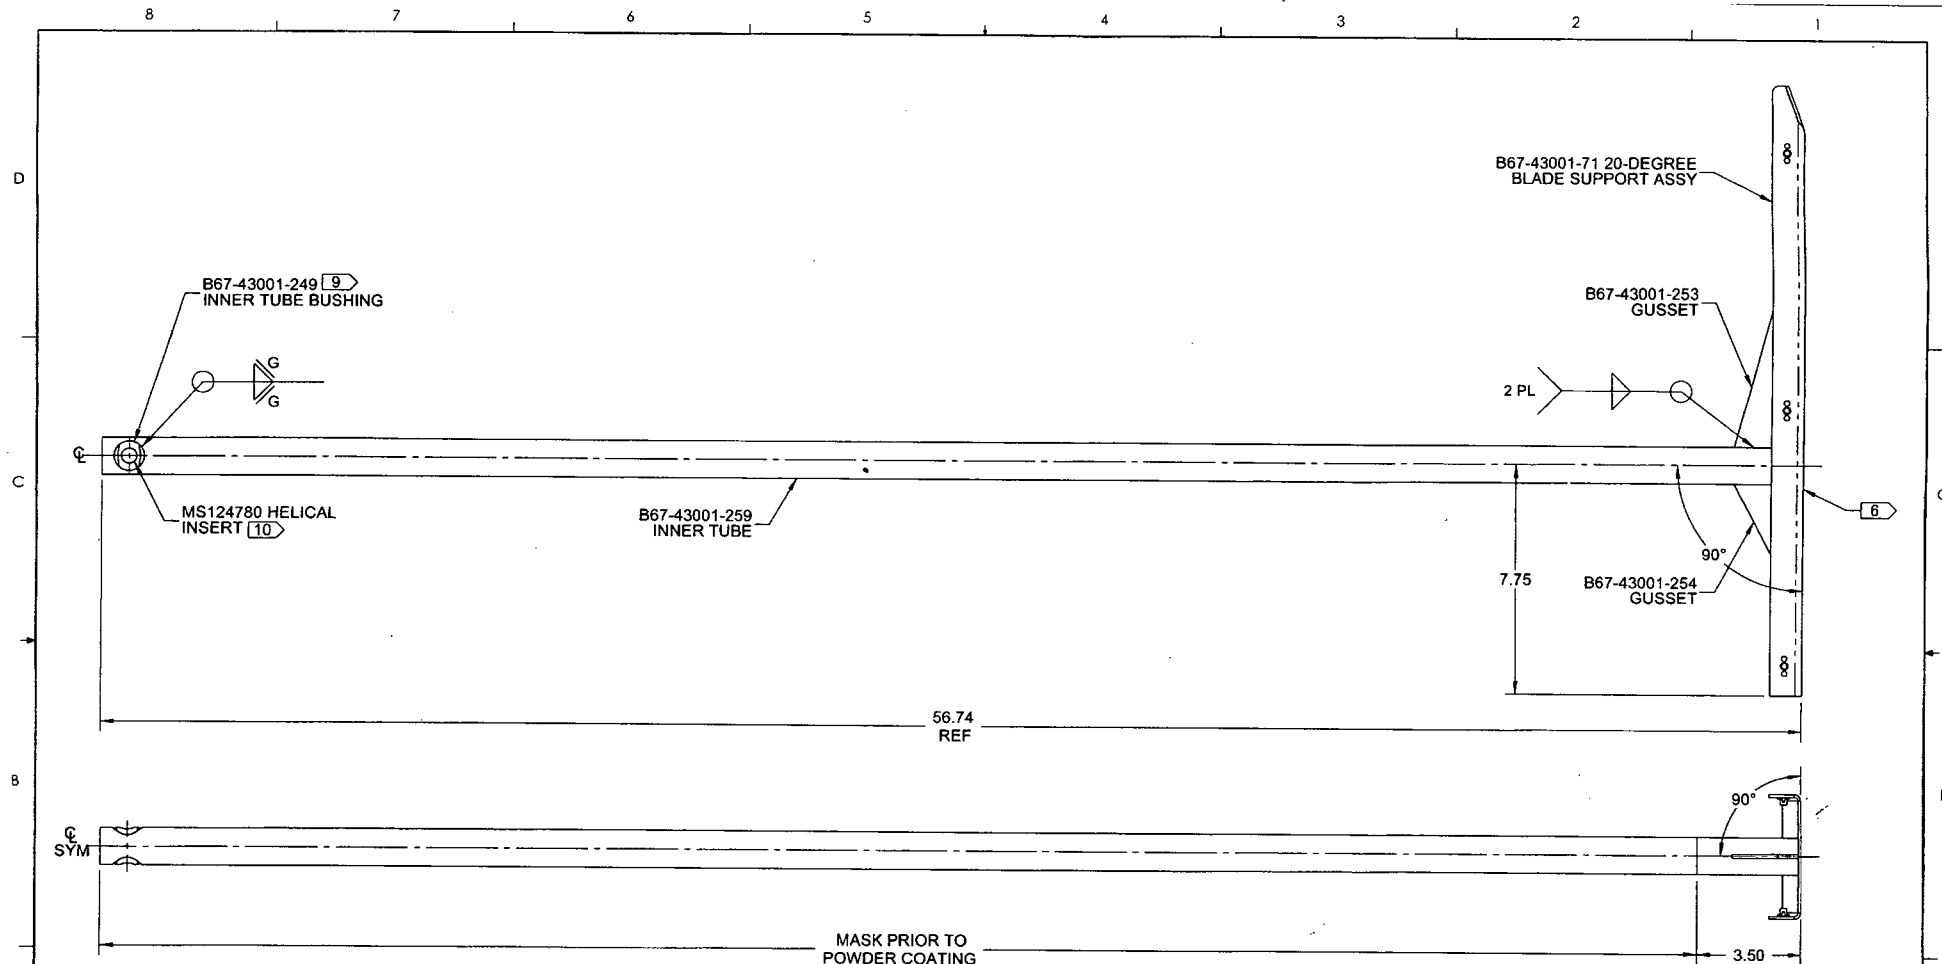 8 7 6 5 4 3 2 1
D
B67-43001-71 20-DEGREE
BLADE SUPPORT ASSY
B67-43001-249 9
INNER TUBE BUSHING
B67-43001-253
GUSSET
G
G
2 PL
℄
C
MS124780 HELICAL
INSERT 10
B67-43001-259
INNER TUBE
6
90°
7.75
B67-43001-254
GUSSET
56.74
REF
B
90°
℄
SYM
MASK PRIOR TO
POWDER COATING
3.50